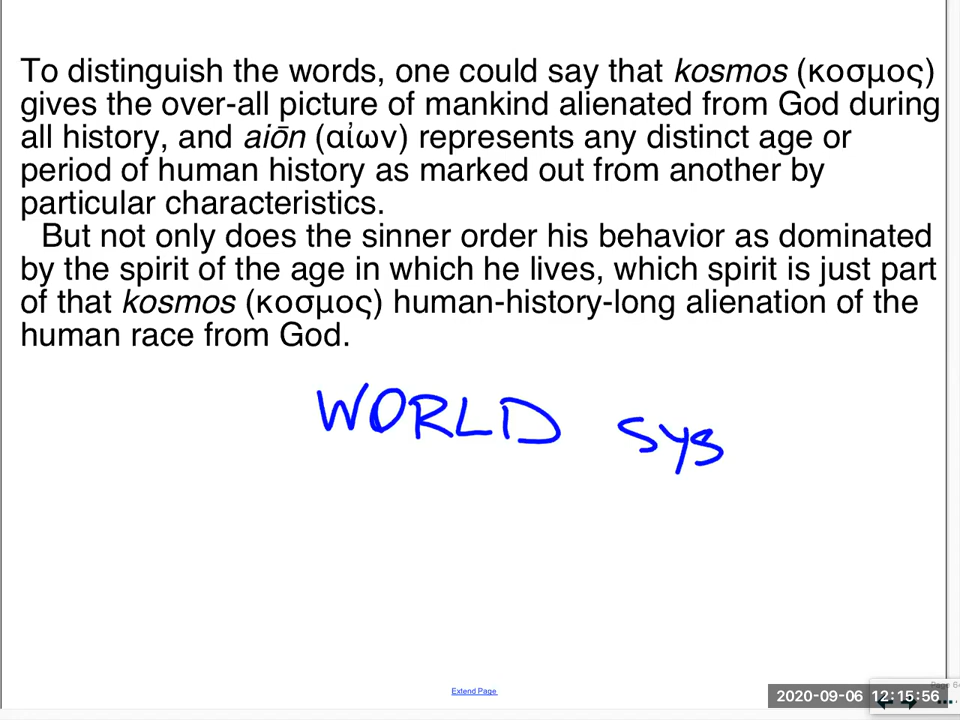 To distinguish the words, one could say that kosmos (κοσμος)
gives the over-all picture of mankind alienated from God during
all history, and aiōn (αἰων) represents any distinct age or
period of human history as marked out from another by
particular characteristics.
But not only does the sinner order his behavior as dominated
by the spirit of the age in which he lives, which spirit is just part
of that kosmos (κοσμος) human-history-long alienation of the
human race from God.
WORLD sys
Extend Page
2020-09-06 12:15:56